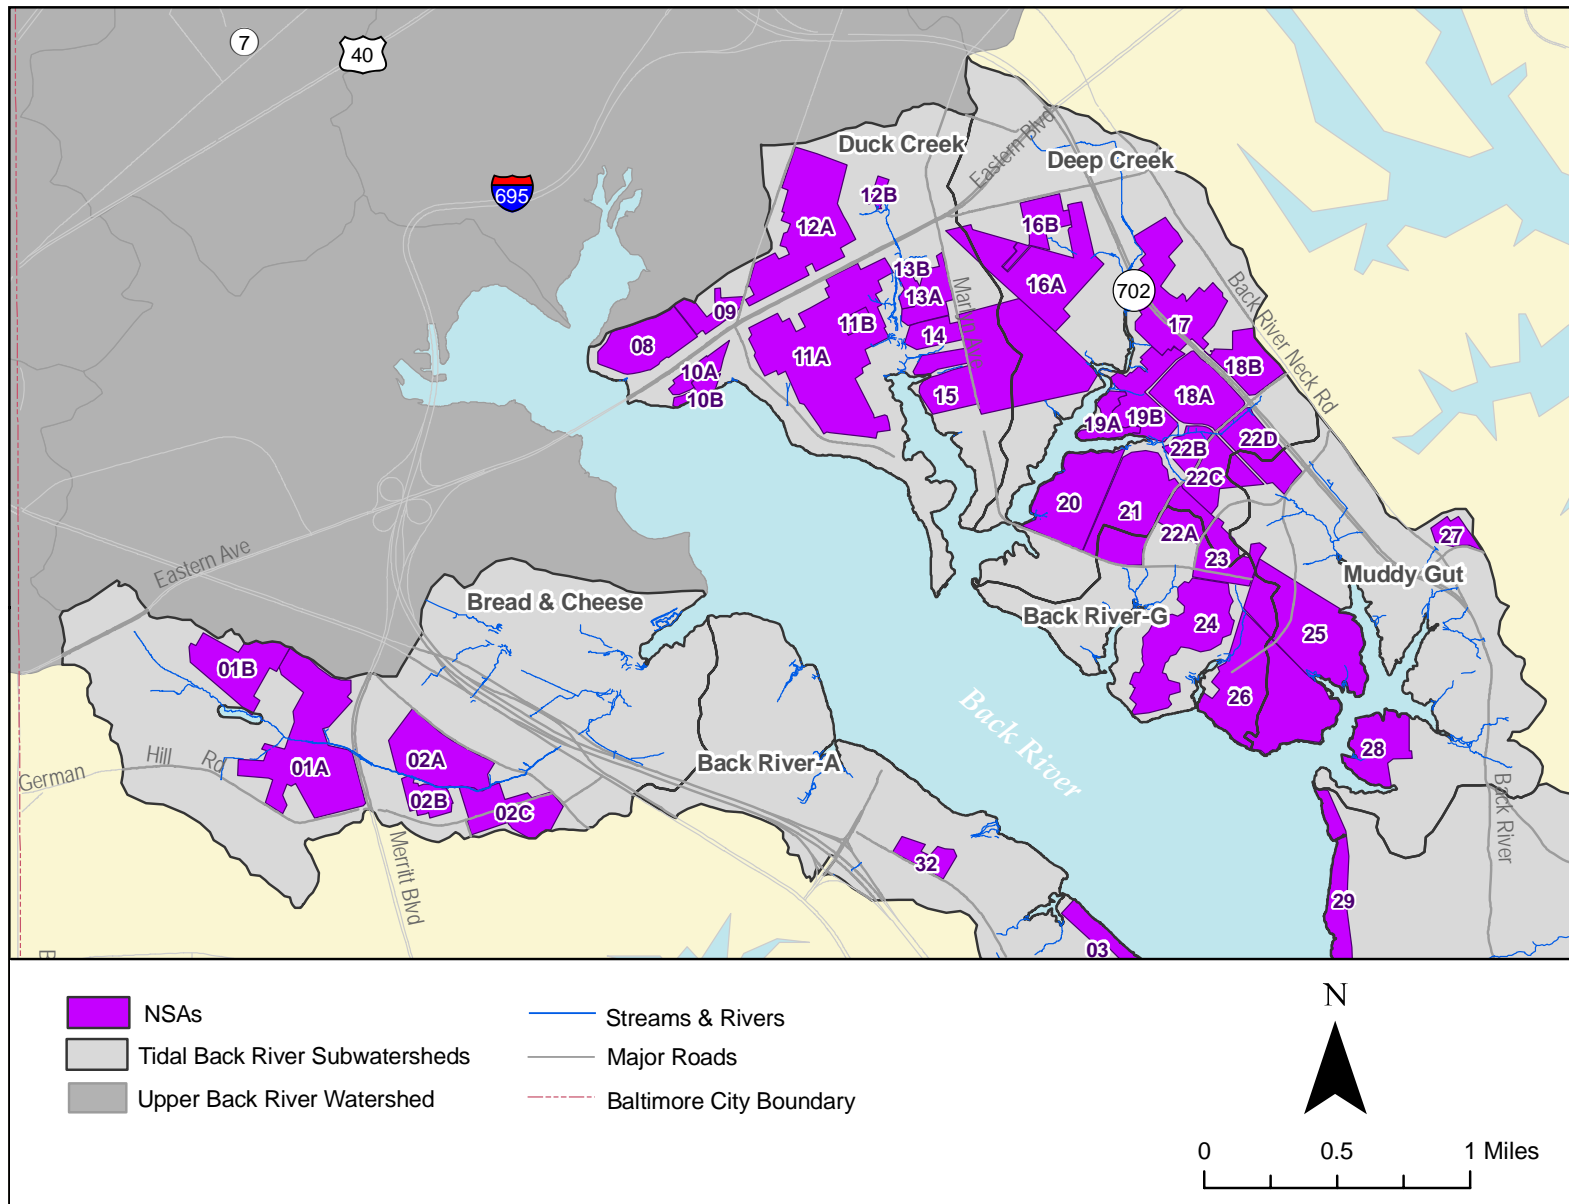 7
40
695
Duck Creek
Eastern Blvd
Deep Creek
12B
12A
16B
13B
13A
16A
Marlyn Ave
702
Back River Neck Rd
09
11B
14
17
08
11A
18B
10A
10B
15
18A
19A
19B
22D
22B
22C
20
21
22A
27
23
Muddy Gut
Eastern Ave
Bread & Cheese
Back River-G
24
25
01B
26
Back River
28
Back River-A
German Hill Rd
01A
02A
02B
02C
Merritt Blvd
32
Back River
29
03
NSAs
Tidal Back River Subwatersheds
Upper Back River Watershed
Streams & Rivers
Major Roads
Baltimore City Boundary
N
0 0.5 1 Miles